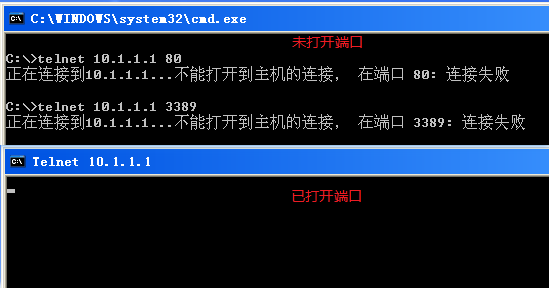 C:\WINDOWS\system32\cmd.exe
未打开端口
C:\>telnet 10.1.1.1 80
正在连接到10.1.1.1...不能打开到主机的连接， 在端口 80: 连接失败
C:\>telnet 10.1.1.1 3389
正在连接到10.1.1.1...不能打开到主机的连接， 在端口 3389: 连接失败
Telnet 10.1.1.1
已打开端口